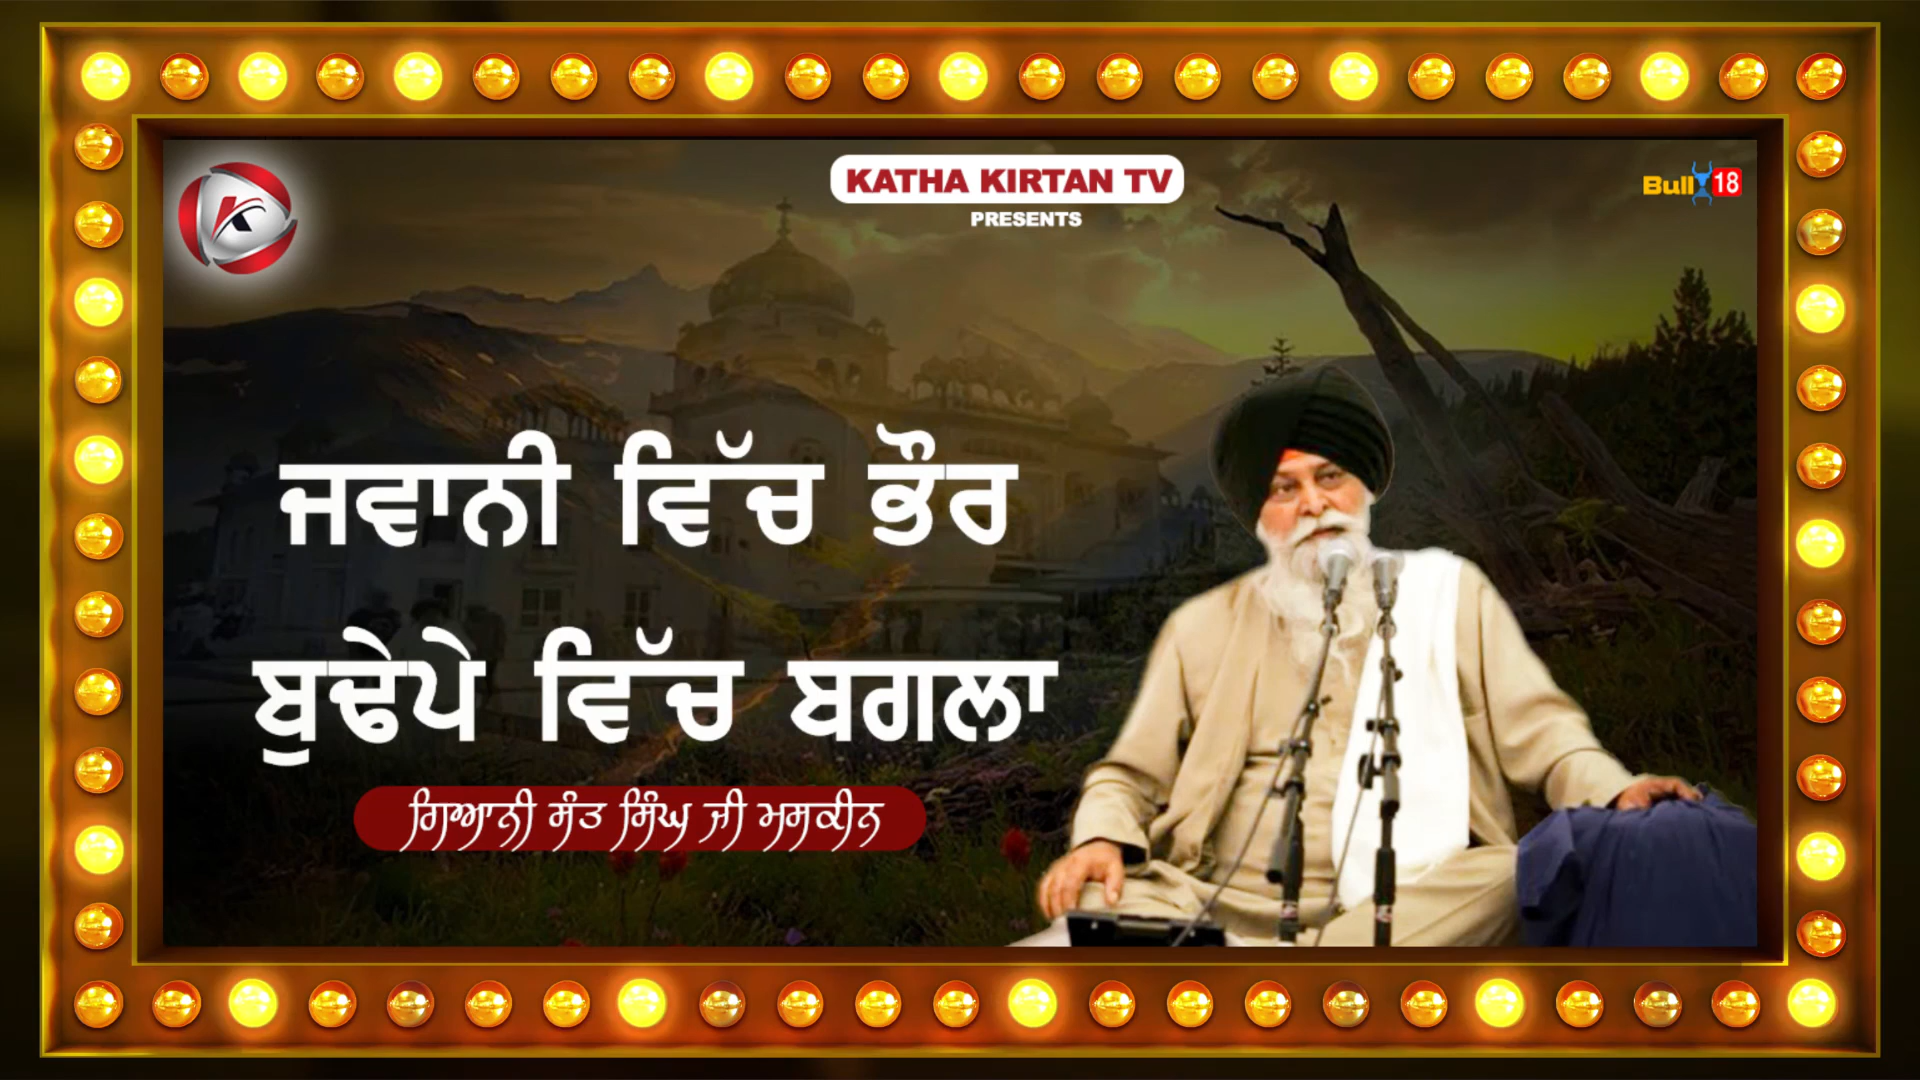 KATHA KIRTAN TV
PRESENTS
Bull 18
ਜਵਾਨੀ ਵਿੱਚ ਭੌਰ
ਬੁਢੇਪੇ ਵਿੱਚ ਬਗਲਾ
ਗਿਆਨੀ ਸੰਤ ਸਿੰਘ ਜੀ ਮਸਕੀਨ